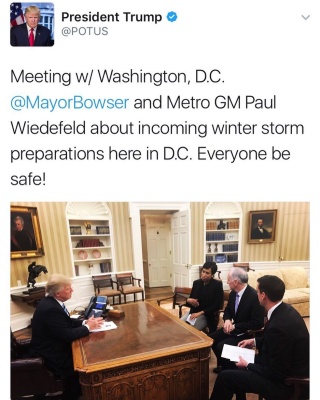 President Trump
@POTUS
Meeting w/ Washington, D.C.
@MayorBowser and Metro GM Paul
Wiedefeld about incoming winter storm
preparations here in D.C. Everyone be
safe!